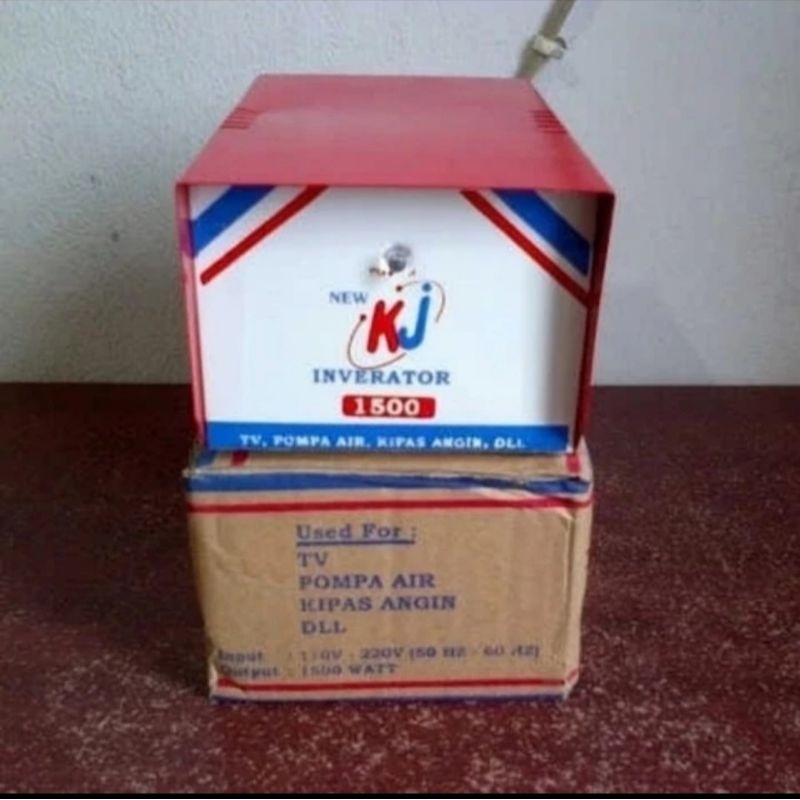 NEW
KJ
INVERATOR
1500
TV, POMPA AIR, KIPAS ANGIN, DLL
Used For :
TV
POMPA AIR
KIPAS ANGIN
DLL
Input : 110V - 220V (50 HZ - 60 HZ)
Output : 1500 WATT